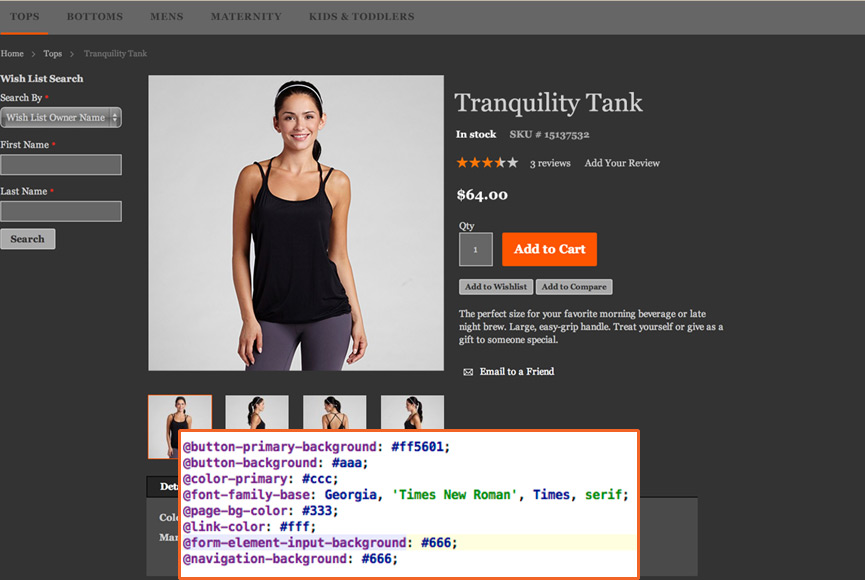 TOPS BOTTOMS MENS MATERNITY KIDS & TODDLERS
Home > Tops > Tranquility Tank
Wish List Search
Search By *
Wish List Owner Name
First Name *
Last Name *
Search
Tranquility Tank
In stock SKU # 15137532
3 reviews Add Your Review
$64.00
Qty
1
Add to Cart
Add to Wishlist Add to Compare
The perfect size for your favorite morning beverage or late
night brew. Large, easy-grip handle. Treat yourself or give as a
gift to someone special.
Email to a Friend
@button-primary-background: #ff5601;
@button-background: #aaa;
@color-primary: #ccc;
@font-family-base: Georgia, 'Times New Roman', Times, serif;
@page-bg-color: #333;
@link-color: #fff;
@form-element-input-background: #666;
@navigation-background: #666;